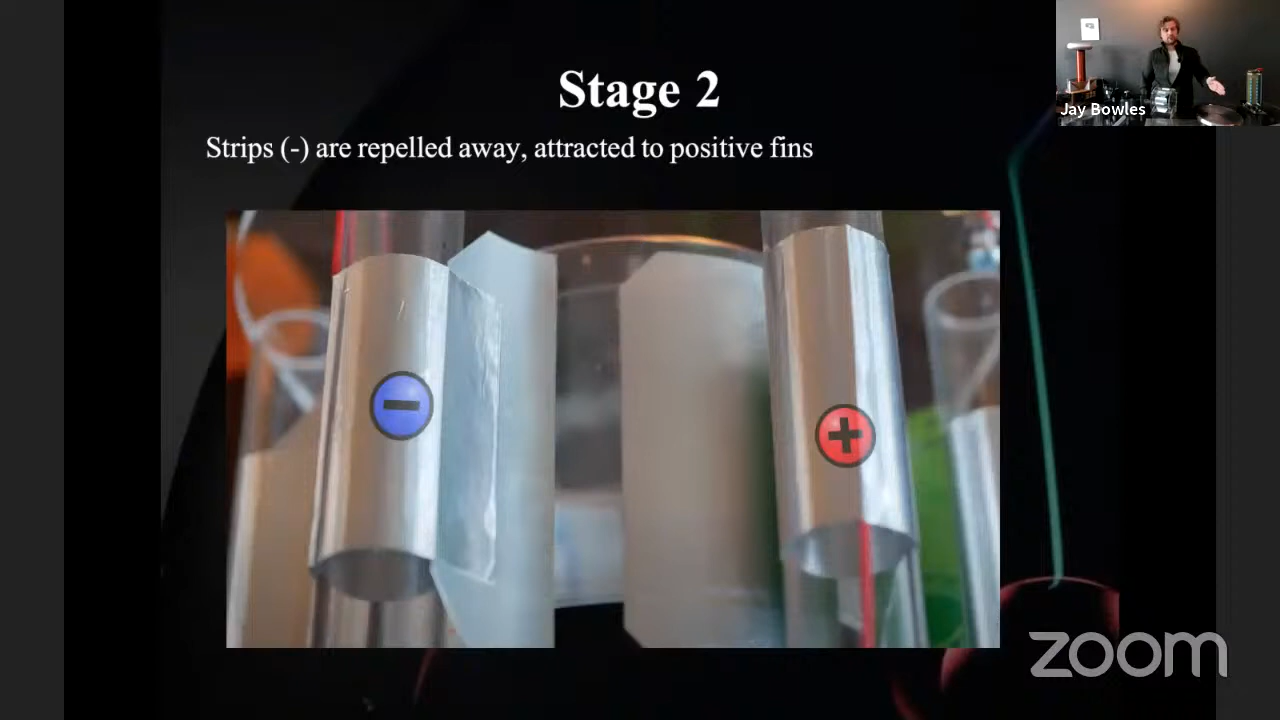 Stage 2
Strips (-) are repelled away, attracted to positive fins
Jay Bowles
−
+
zoom